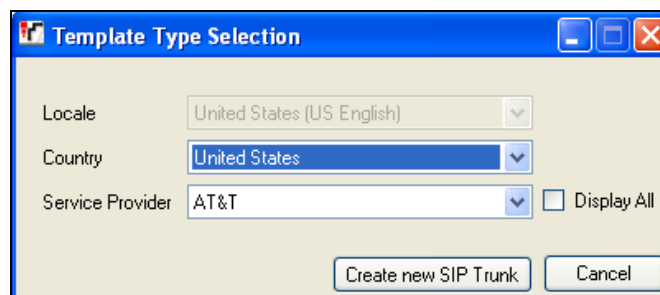 Template Type Selection
Locale United States (US English)
Country United States
Service Provider AT&T Display All
Create new SIP Trunk Cancel